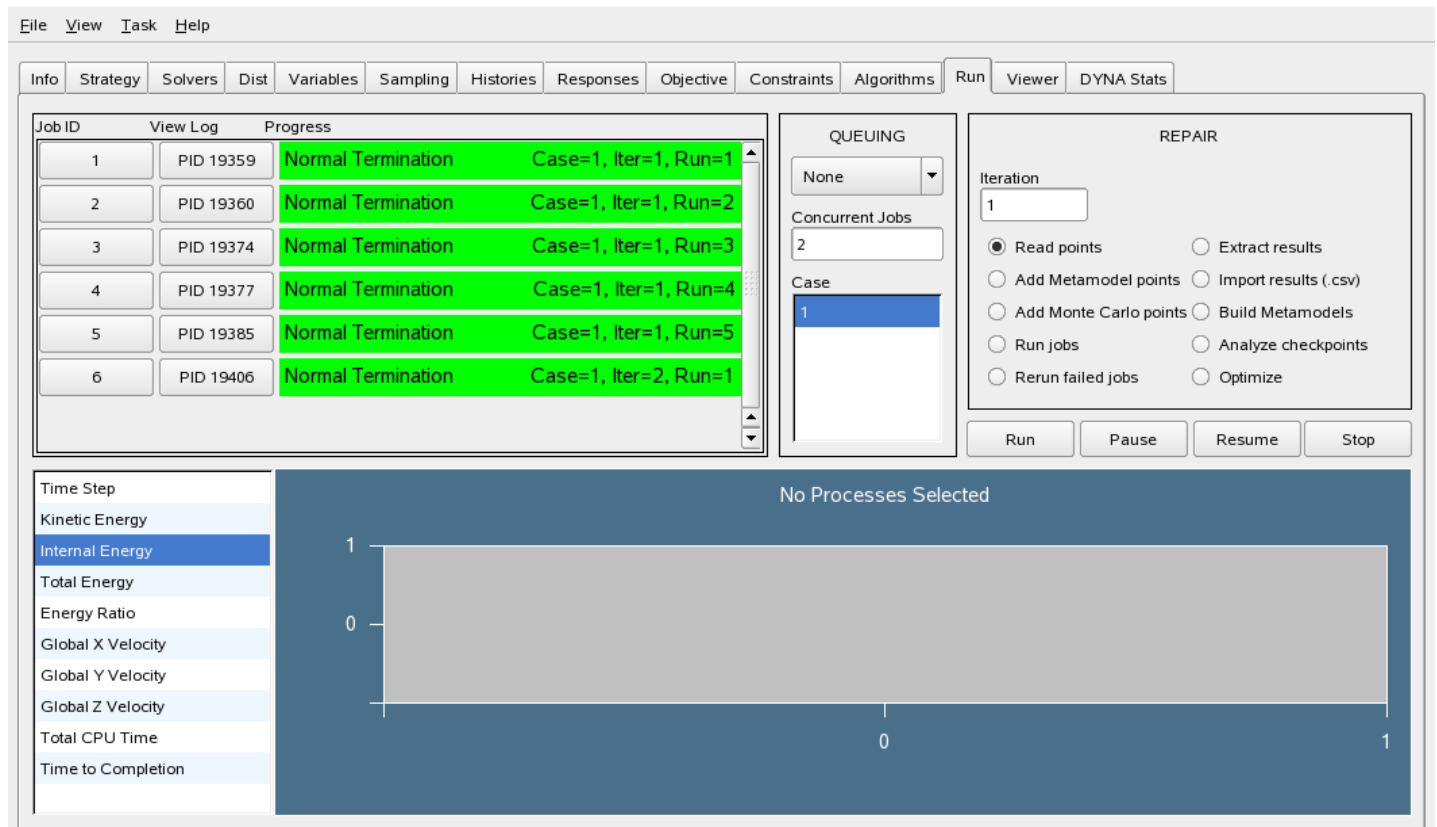 File View Task Help
Info Strategy Solvers Dist Variables Sampling Histories Responses Objective Constraints Algorithms Run Viewer DYNA Stats
Job ID View Log Progress
1 PID 19359 Normal Termination Case=1, Iter=1, Run=1
2 PID 19360 Normal Termination Case=1, Iter=1, Run=2
3 PID 19374 Normal Termination Case=1, Iter=1, Run=3
4 PID 19377 Normal Termination Case=1, Iter=1, Run=4
5 PID 19385 Normal Termination Case=1, Iter=1, Run=5
6 PID 19406 Normal Termination Case=1, Iter=2, Run=1
QUEUING
None
Concurrent Jobs
2
Case
1
REPAIR
Iteration
1
Read points Extract results
Add Metamodel points Import results (.csv)
Add Monte Carlo points Build Metamodels
Run jobs Analyze checkpoints
Rerun failed jobs Optimize
Run Pause Resume Stop
Time Step
Kinetic Energy
Internal Energy
Total Energy
Energy Ratio
Global X Velocity
Global Y Velocity
Global Z Velocity
Total CPU Time
Time to Completion
No Processes Selected
1
0
0 1